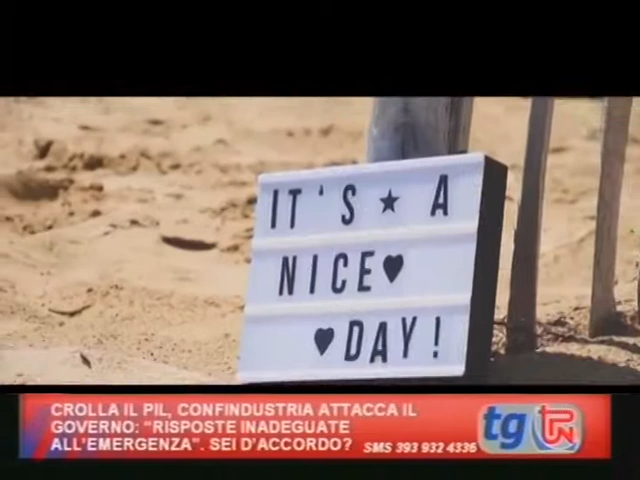 IT'S ★ A
NICE ♥
♥ DAY!
CROLLA IL PIL, CONFINDUSTRIA ATTACCA IL
GOVERNO: “RISPOSTE INADEGUATE
ALL'EMERGENZA”. SEI D'ACCORDO? SMS 393 932 4336
tg TRN